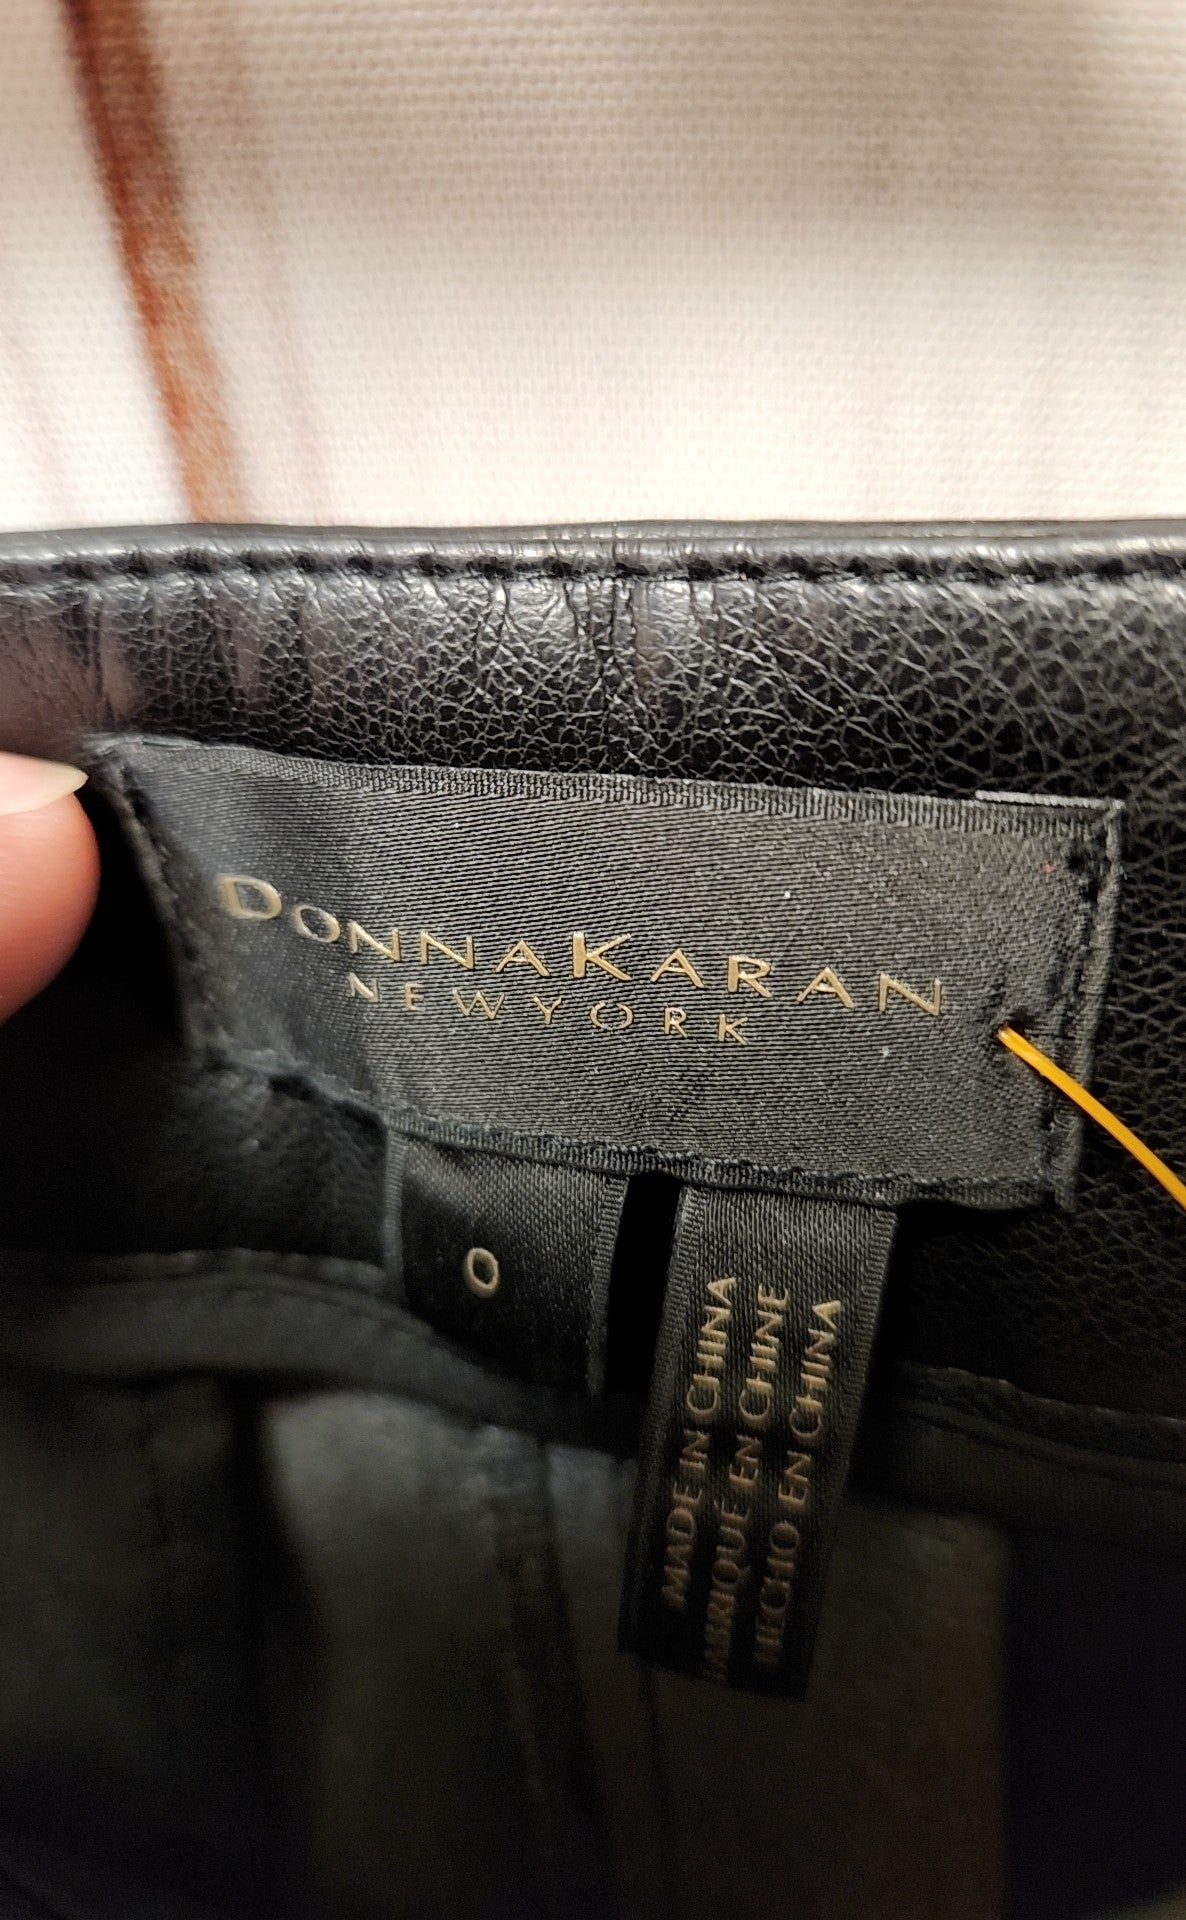 DONNAKARAN
NEWYORK
0
MADE IN CHINA
FABRIQUÉ EN CHINE
HECHO EN CHINA